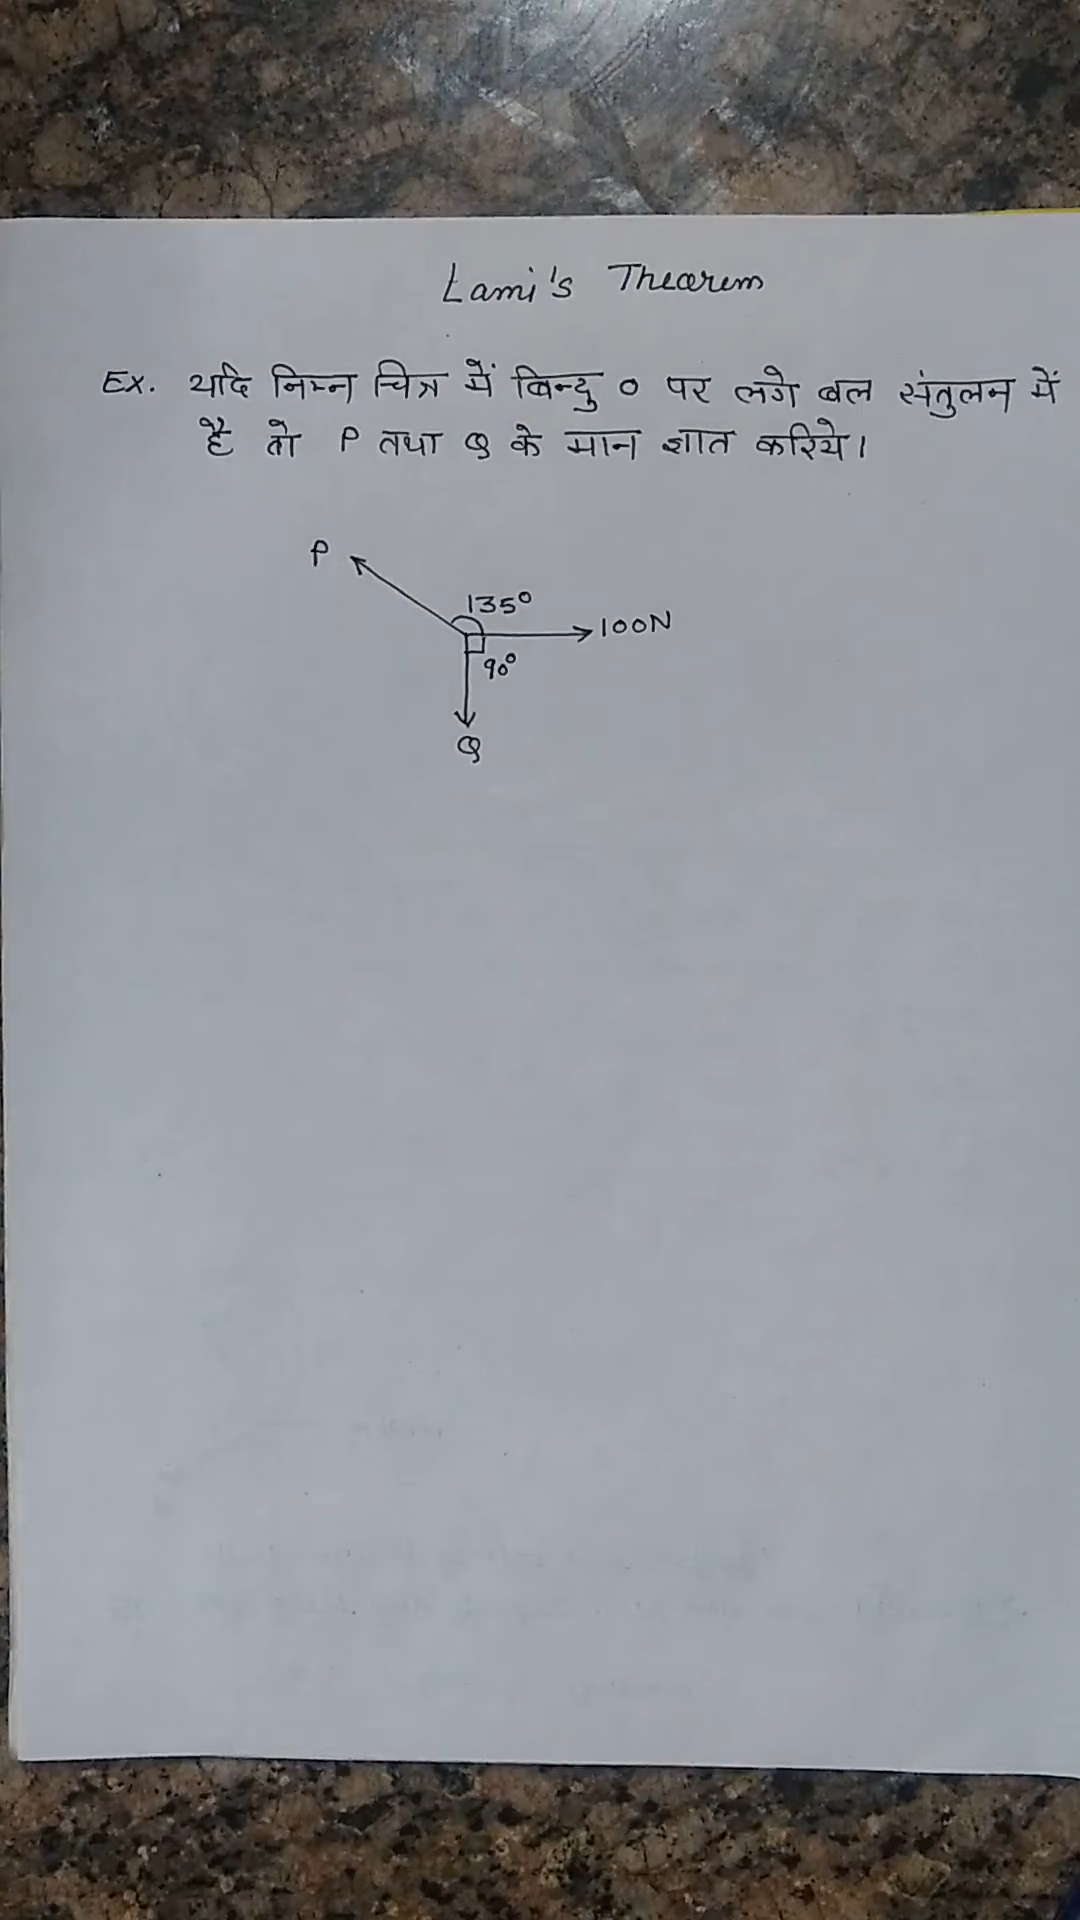 Lami's Thearem
Ex. यदि निम्न चित्र में बिन्दु O पर लगे बल संतुलन में
है तो P तथा Q के मान ज्ञात करिये।
P
135°
100N
90°
Q